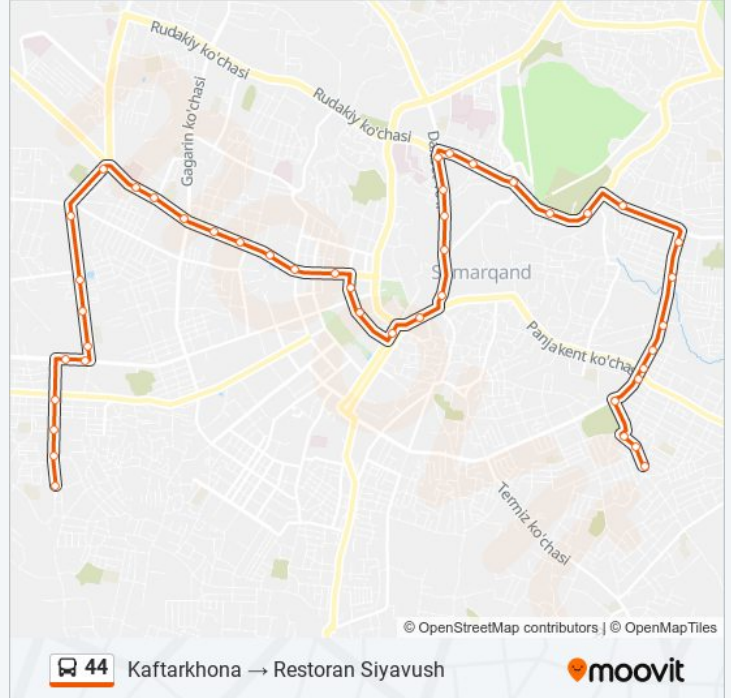 Rudakiy ko'chasi
Gagarin ko'chasi
Rudakiy ko'chasi
Samarqand
Panjakent ko'cha
Termiz ko'chasi
© OpenStreetMap contributors | © OpenMapTiles
44 Kaftarkhona → Restoran Siyavush
moovit